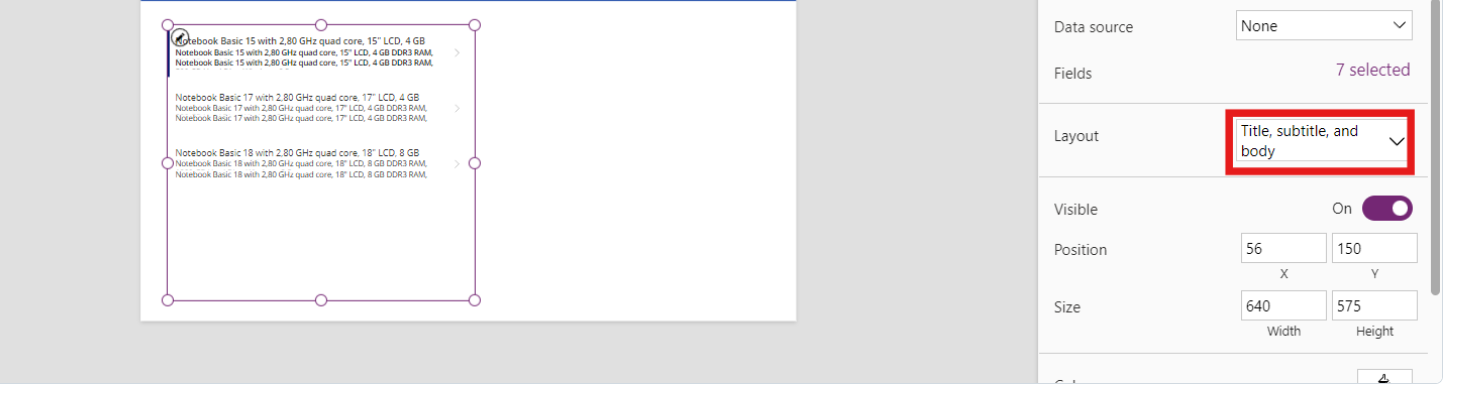 Notebook Basic 15 with 2,80 GHz quad core, 15" LCD, 4 GB
Notebook Basic 15 with 2,80 GHz quad core, 15" LCD, 4 GB DDR3 RAM,
Notebook Basic 15 with 2,80 GHz quad core, 15" LCD, 4 GB DDR3 RAM,
Notebook Basic 17 with 2,80 GHz quad core, 17" LCD, 4 GB
Notebook Basic 17 with 2,80 GHz quad core, 17" LCD, 4 GB DDR3 RAM,
Notebook Basic 17 with 2,80 GHz quad core, 17" LCD, 4 GB DDR3 RAM,
Notebook Basic 18 with 2,80 GHz quad core, 18" LCD, 8 GB
Notebook Basic 18 with 2,80 GHz quad core, 18" LCD, 8 GB DDR3 RAM,
Notebook Basic 18 with 2,80 GHz quad core, 18" LCD, 8 GB DDR3 RAM,
Data source None
Fields 7 selected
Layout Title, subtitle, and
body
Visible On
Position 56 150
X Y
Size 640 575
Width Height